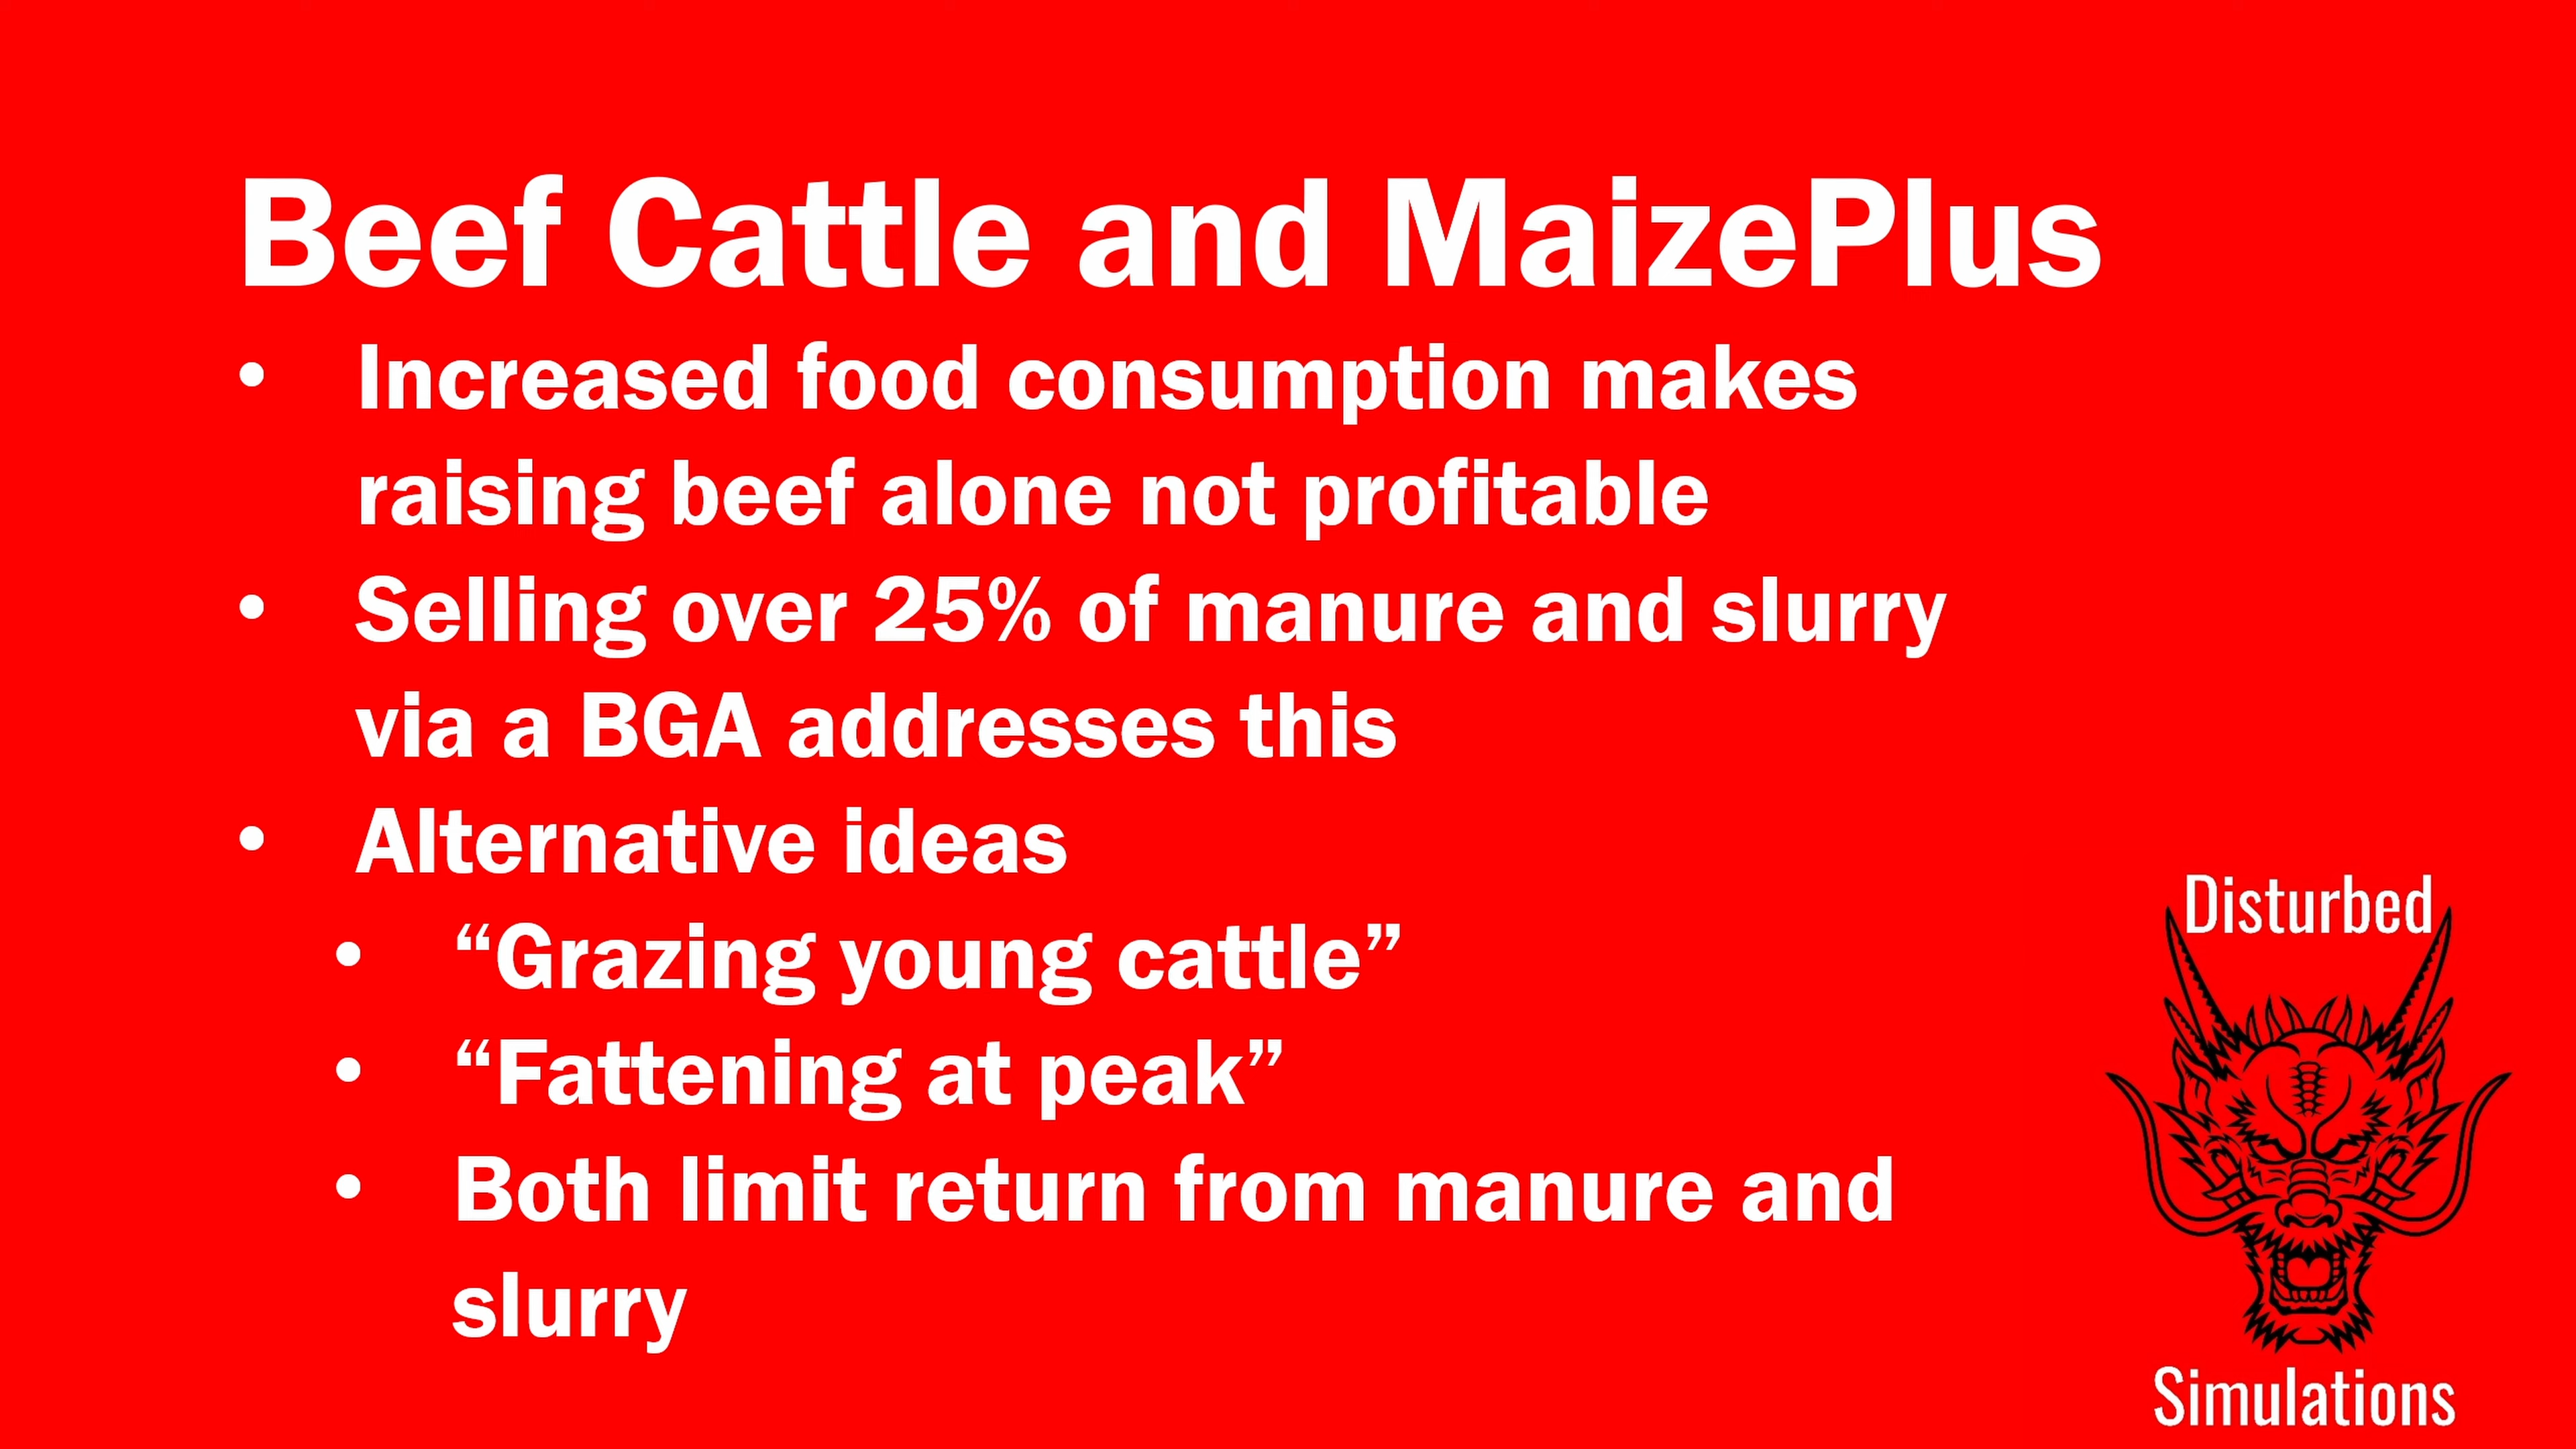 Beef Cattle and MaizePlus
• Increased food consumption makes
raising beef alone not profitable
• Selling over 25% of manure and slurry
via a BGA addresses this
• Alternative ideas
• “Grazing young cattle”
• “Fattening at peak”
• Both limit return from manure and
slurry
Disturbed
Simulations